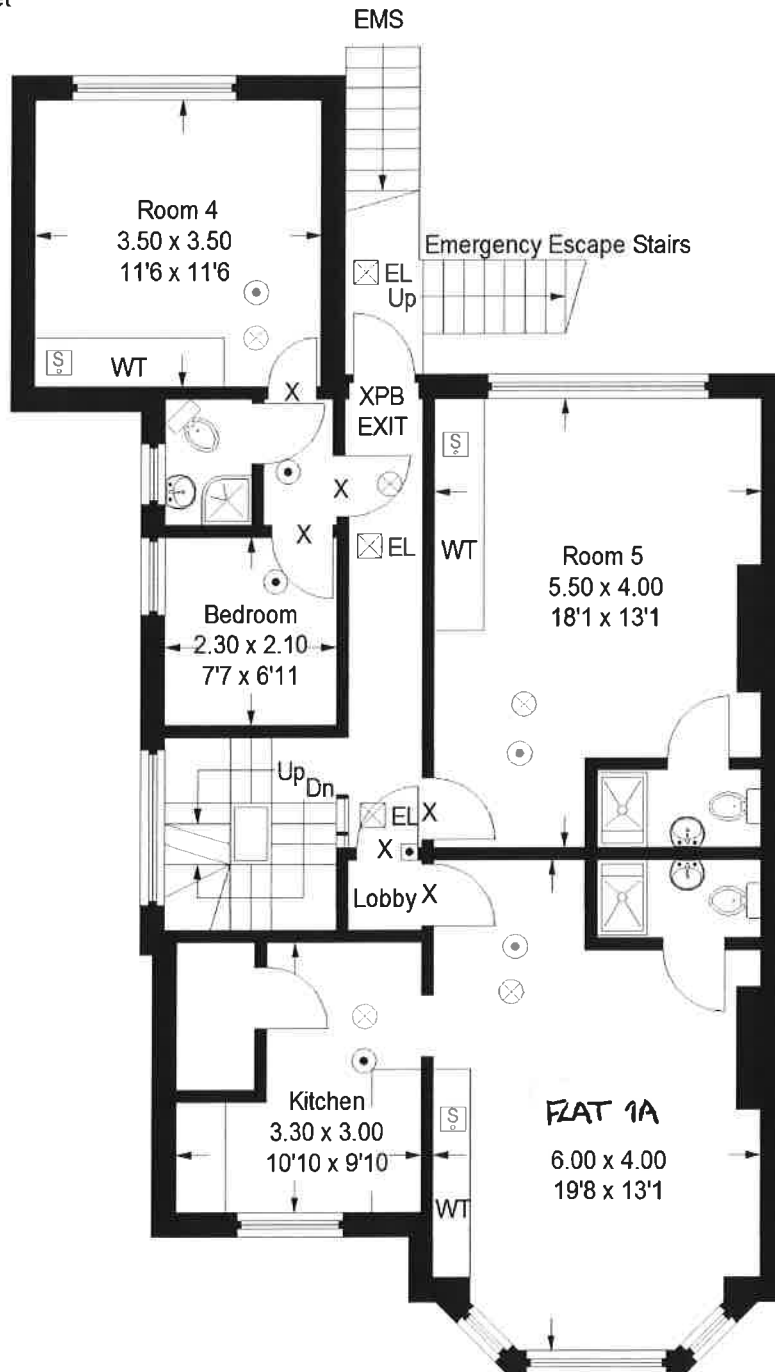 EMS
Room 4
3.50 x 3.50
11'6 x 11'6
Emergency Escape Stairs
EL
Up
S
WT
X
XPB
EXIT
S
X
X
EL
WT
Room 5
5.50 x 4.00
18'1 x 13'1
Bedroom
2.30 x 2.10
7'7 x 6'11
Up
Dn
EL
X
X
Lobby X
Kitchen
3.30 x 3.00
10'10 x 9'10
S
FLAT 1A
6.00 x 4.00
19'8 x 13'1
WT